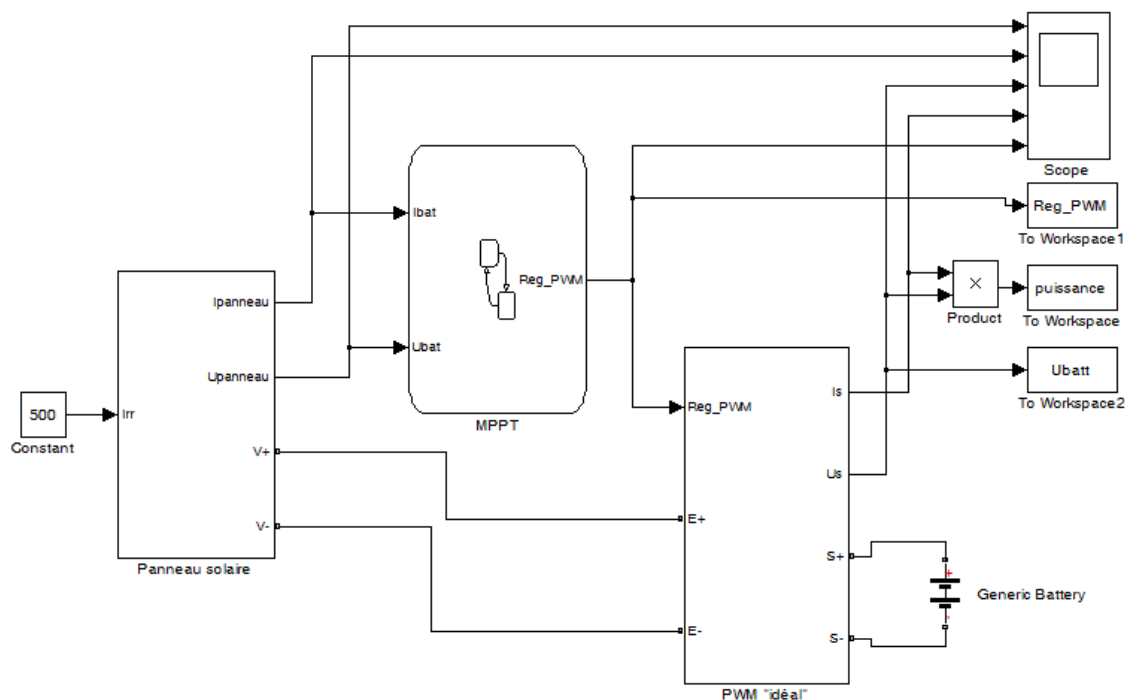 Scope
Reg_PWM
To Workspace1
Ibat
Reg_PWM
Ubat
MPPT
×
Product
puissance
To Workspace
Ubatt
To Workspace2
Ipanneau
Upanneau
Irr
V+
V-
Panneau solaire
500
Constant
Reg_PWM
Is
Us
E+
E-
S+
S-
PWM "idéal"
+
-
Generic Battery